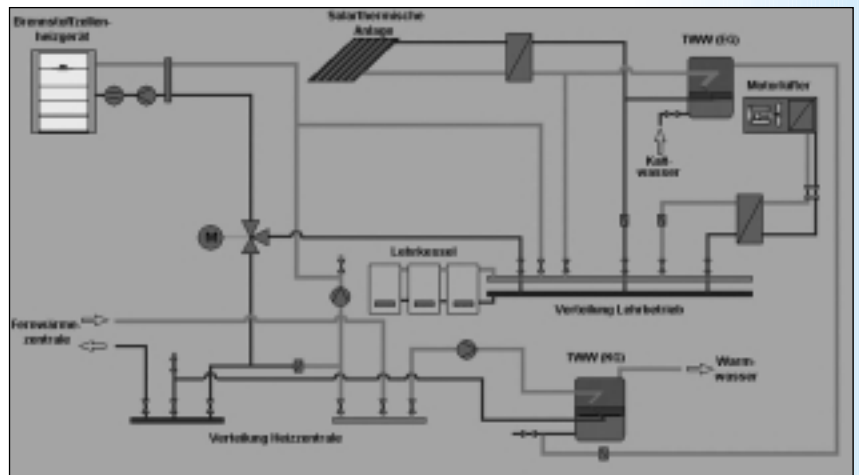 Brennstoffzellen-
heizgerät
Solarthermische
Anlage
TWW (EG)
Motorlüfter
Kalt-
wasser
M
Lehrkessel
Verteilung Lehrbetrieb
Fernwärme-
zentrale
TWW (KG)
Warm-
wasser
Verteilung Heizzentrale